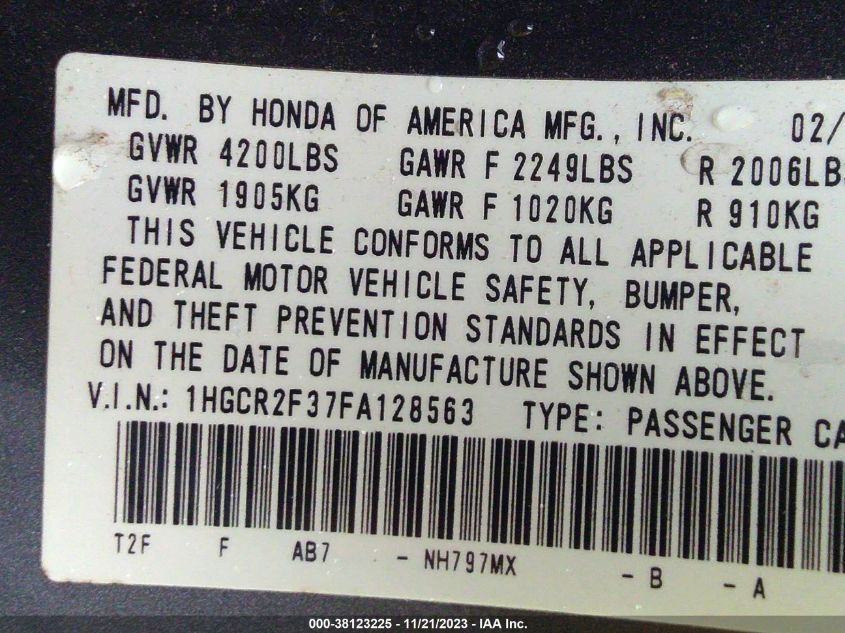 MFD. BY HONDA OF AMERICA MFG., INC. 02/
GVWR 4200LBS GAWR F 2249LBS R 2006LBS
GVWR 1905KG GAWR F 1020KG R 910KG
THIS VEHICLE CONFORMS TO ALL APPLICABLE
FEDERAL MOTOR VEHICLE SAFETY, BUMPER,
AND THEFT PREVENTION STANDARDS IN EFFECT
ON THE DATE OF MANUFACTURE SHOWN ABOVE.
V.I.N.: 1HGCR2F37FA128563 TYPE: PASSENGER CA
T2F F AB7 - NH797MX - B - A
000-38123225 - 11/21/2023 - IAA Inc.